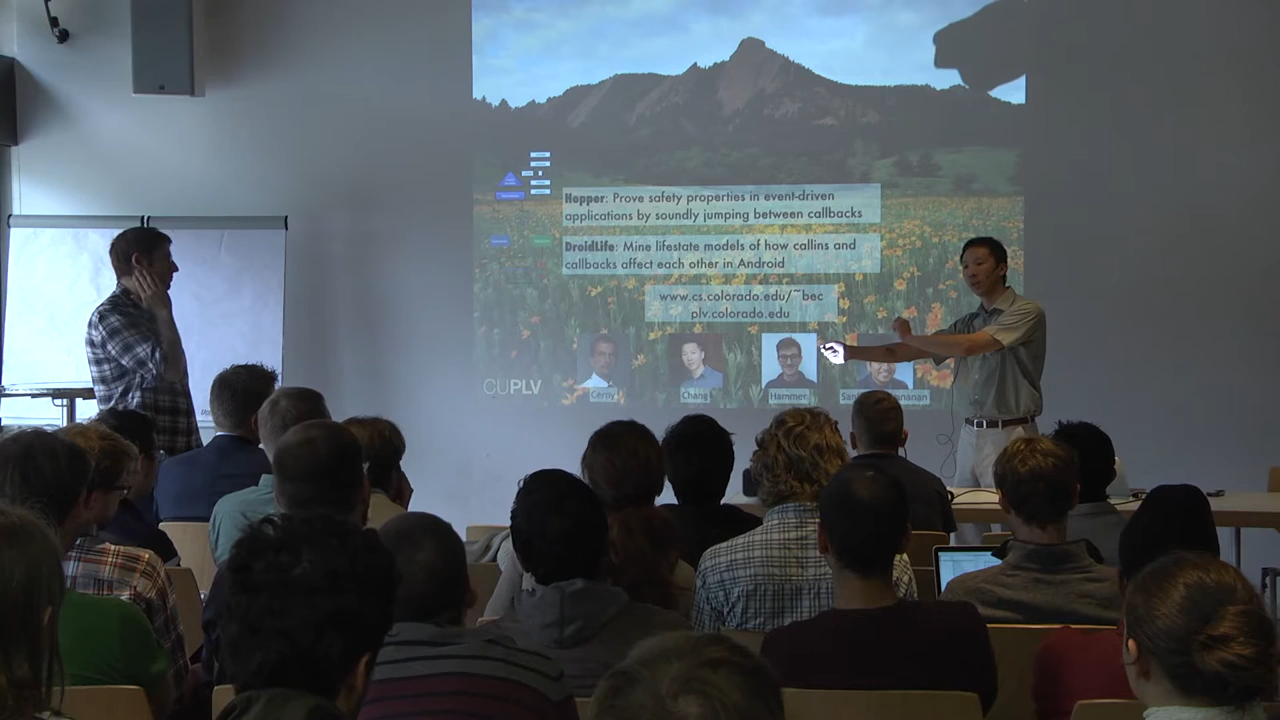 Hopper: Prove safety properties in event-driven
applications by soundly jumping between callbacks
DroidLife: Mine lifestate models of how callins and
callbacks affect each other in Android
www.cs.colorado.edu/~bec
plv.colorado.edu
CUPLV
Cerny
Chang
Hammer